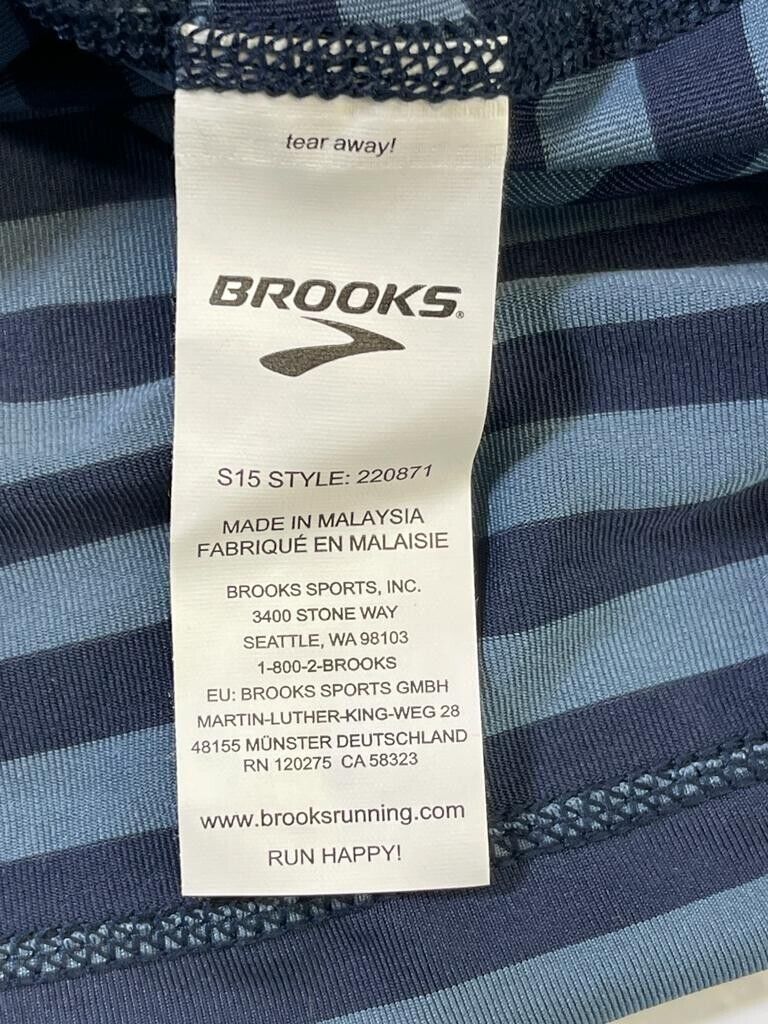 tear away!
BROOKS®
S15 STYLE: 220871
MADE IN MALAYSIA
FABRIQUÉ EN MALAISIE
BROOKS SPORTS, INC.
3400 STONE WAY
SEATTLE, WA 98103
1-800-2-BROOKS
EU: BROOKS SPORTS GMBH
MARTIN-LUTHER-KING-WEG 28
48155 MÜNSTER DEUTSCHLAND
RN 120275 CA 58323
www.brooksrunning.com
RUN HAPPY!